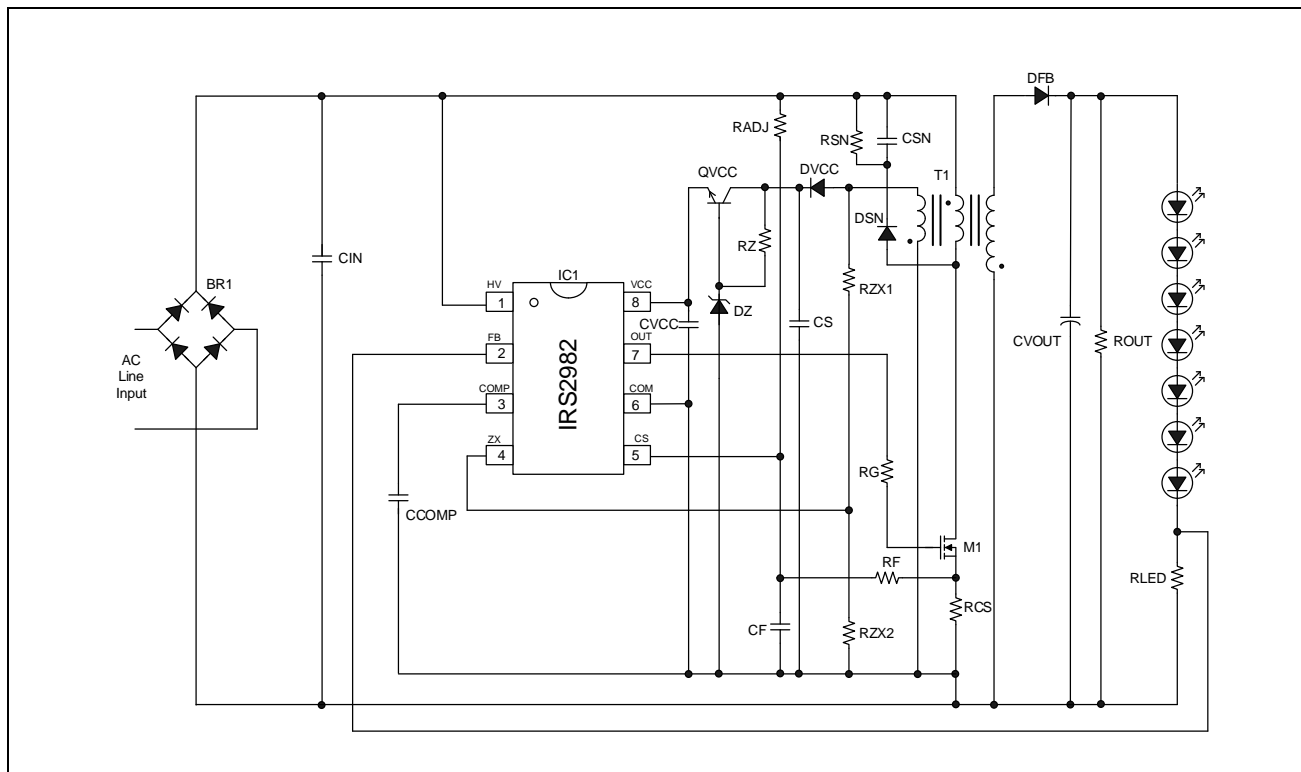 DFB
RADJ
RSN
CSN
QVCC
DVCC
T1
DSN
RZ
CIN
IC1
BR1
HV
VCC
RZX1
1
8
DZ
CVCC
CS
FB
OUT
CVOUT
ROUT
2
7
AC
Line
Input
IRS2982
COMP
COM
3
6
ZX
CS
4
5
RG
CCOMP
M1
RF
RLED
RCS
CF
RZX2